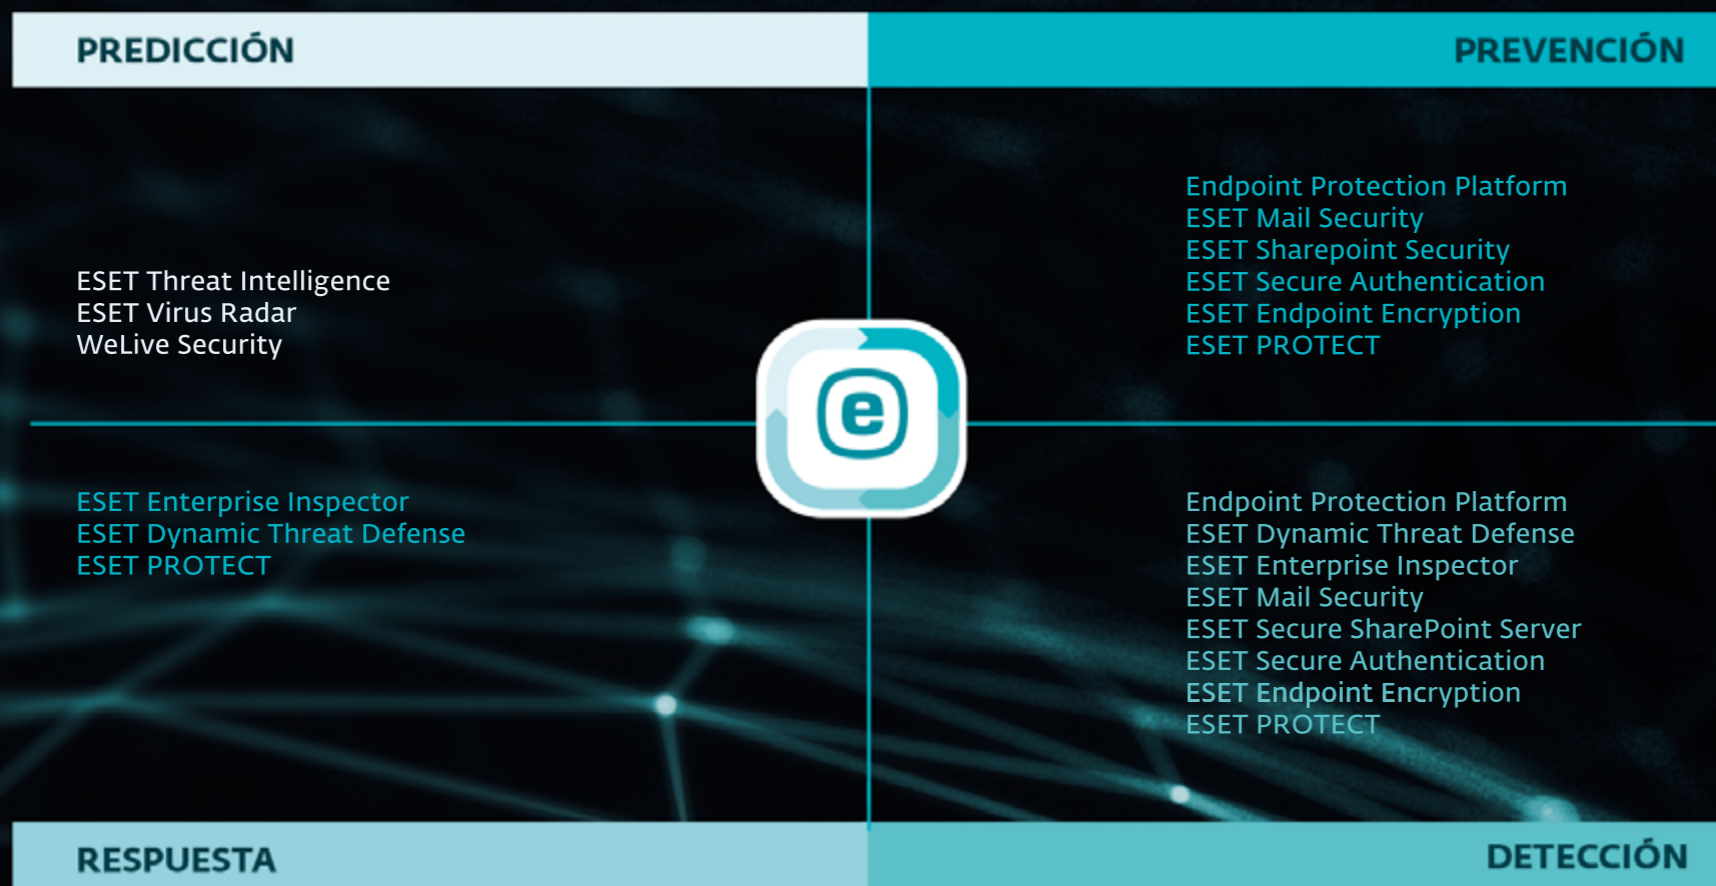 PREDICCIÓN
PREVENCIÓN
ESET Threat Intelligence
ESET Virus Radar
WeLive Security
Endpoint Protection Platform
ESET Mail Security
ESET Sharepoint Security
ESET Secure Authentication
ESET Endpoint Encryption
ESET PROTECT
e
ESET Enterprise Inspector
ESET Dynamic Threat Defense
ESET PROTECT
Endpoint Protection Platform
ESET Dynamic Threat Defense
ESET Enterprise Inspector
ESET Mail Security
ESET Secure SharePoint Server
ESET Secure Authentication
ESET Endpoint Encryption
ESET PROTECT
RESPUESTA
DETECCIÓN